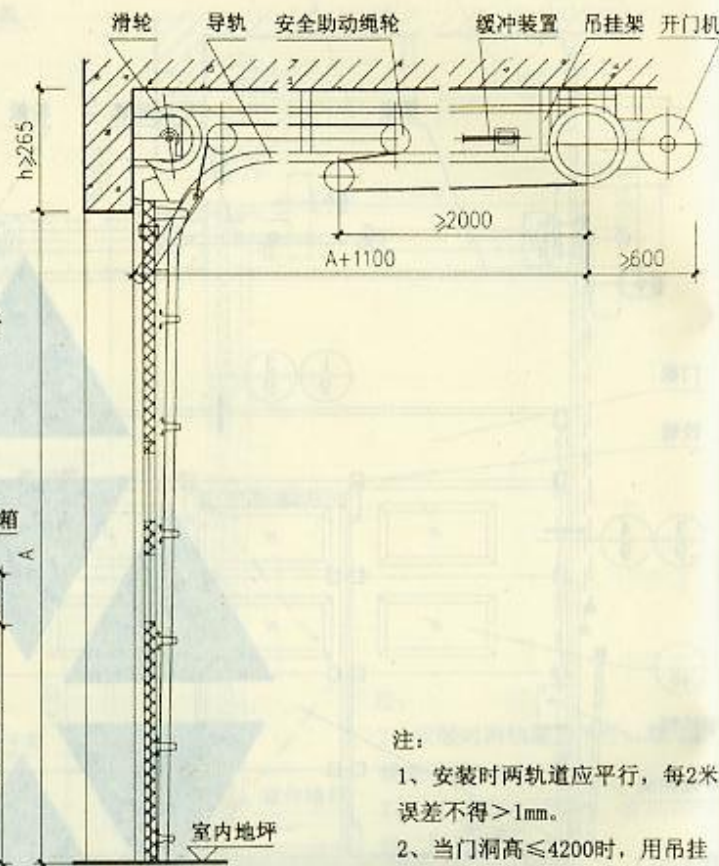 滑轮 导轨 安全助动绳轮 缓冲装置 吊挂架 开门机
h≥265
≥2000
A+1100 ≥600
箱
A
室内地坪
注：
1、安装时两轨道应平行，每2米
误差不得＞1mm。
2、当门洞高≤4200时，用吊挂